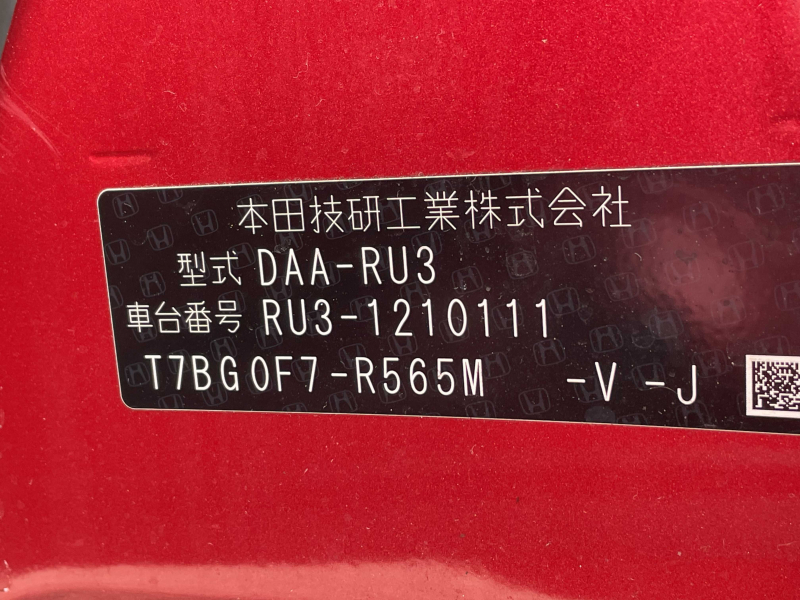 本田技研工業株式会社
型式 DAA-RU3
車台番号 RU3-1210111
T7BG0F7-R565M -V -J